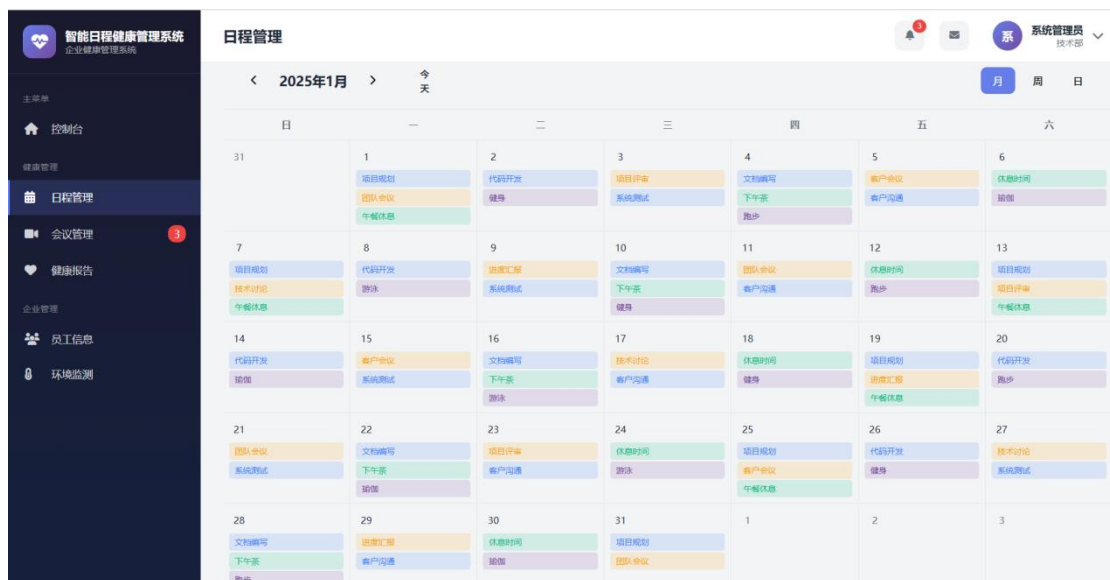 智能日程健康管理系统
企业健康管理系统
主菜单
控制台
健康管理
日程管理
会议管理 3
健康报告
企业管理
员工信息
环境监测
日程管理
3
系
系统管理员
技术部
2025年1月
今天
月 周 日
日 一 二 三 四 五 六
31 1 2 3 4 5 6
项目规划 代码开发 项目评审 文档编写 客户会议 休息时间
团队会议 健身 系统测试 下午茶 客户沟通 瑜伽
午餐休息 跑步
7 8 9 10 11 12 13
项目规划 代码开发 进度汇报 文档编写 团队会议 休息时间 项目规划
技术讨论 游泳 系统测试 下午茶 客户沟通 跑步 项目评审
午餐休息 健身 午餐休息
14 15 16 17 18 19 20
代码开发 客户会议 文档编写 技术讨论 休息时间 项目规划 代码开发
瑜伽 系统测试 下午茶 客户沟通 健身 进度汇报 跑步
游泳 午餐休息
21 22 23 24 25 26 27
团队会议 文档编写 项目评审 休息时间 项目规划 代码开发 技术讨论
系统测试 下午茶 客户沟通 游泳 客户会议 健身 系统测试
瑜伽 午餐休息
28 29 30 31 1 2 3
文档编写 进度汇报 休息时间 项目规划
下午茶 客户沟通 瑜伽 团队会议
跑步